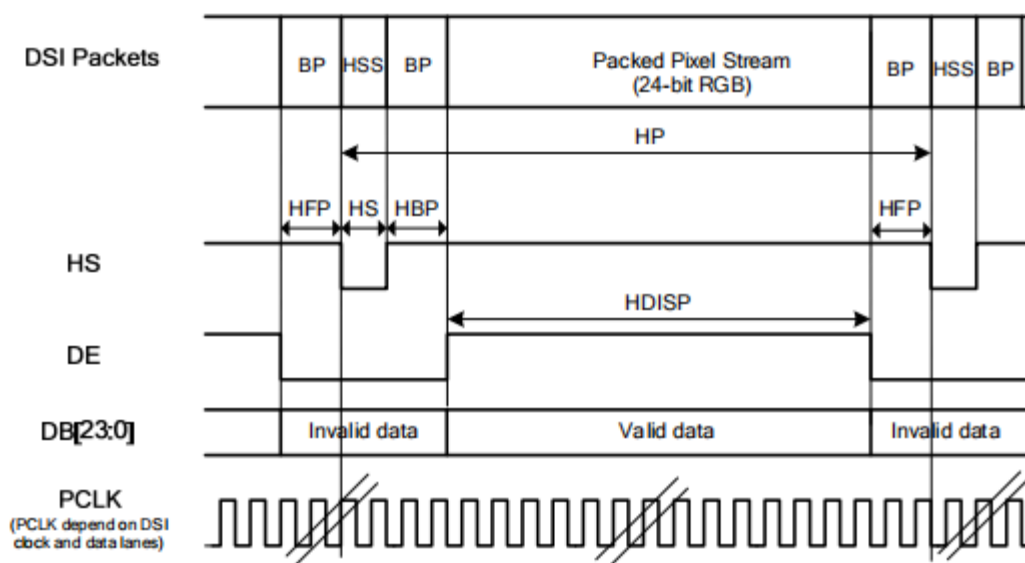 DSI Packets
BP HSS BP
Packed Pixel Stream
(24-bit RGB)
BP HSS BP
HP
HFP HS HBP
HFP
HS
HDISP
DE
DB[23:0]
Invalid data
Valid data
Invalid data
PCLK
(PCLK depend on DSI
clock and data lanes)